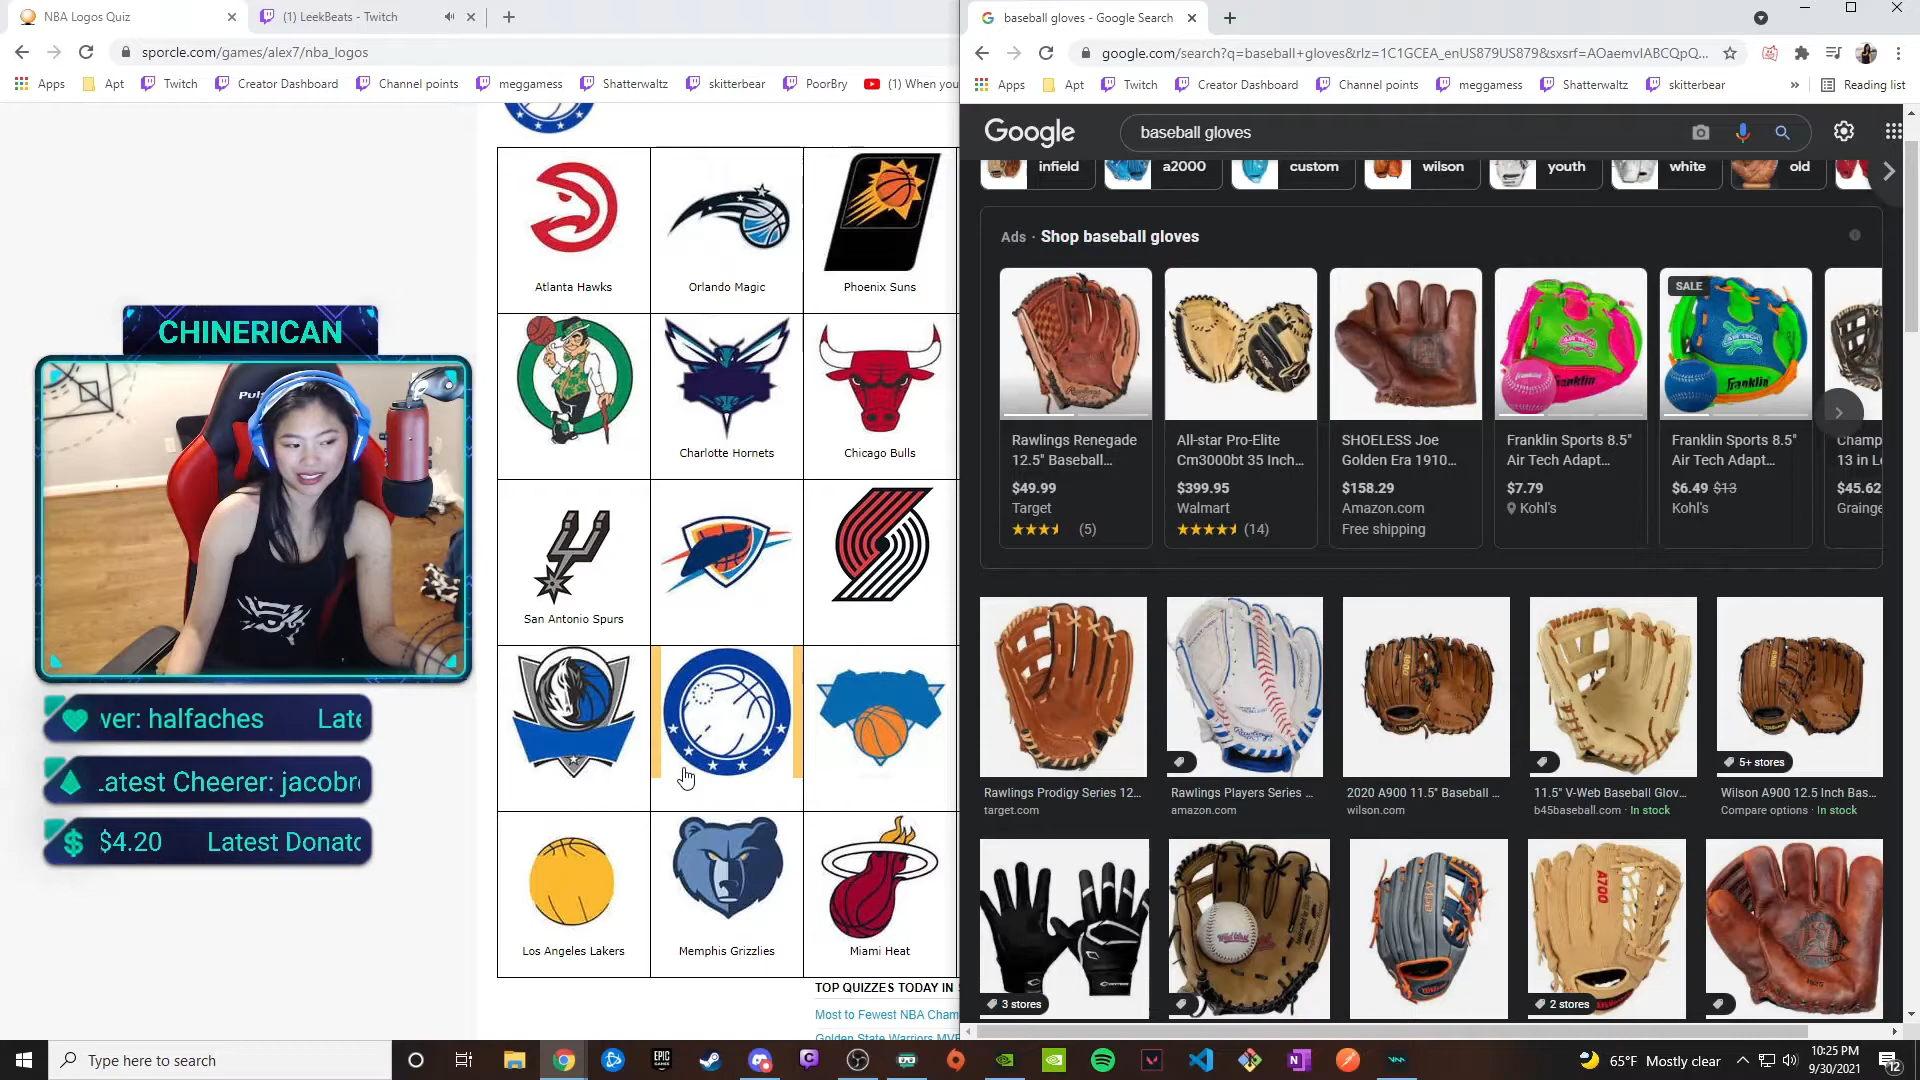 NBA Logos Quiz
(1) LeekBeats - Twitch
sporcle.com/games/alex7/nba_logos
Apps
Apt
Twitch
Creator Dashboard
Channel points
meggamess
Shatterwaltz
skitterbear
PoorBry
(1) When you
CHINERICAN
ver: halfaches
Late
atest Cheerer: jacobr
$4.20
Latest Donato
Atlanta Hawks
Orlando Magic
Phoenix Suns
Charlotte Hornets
Chicago Bulls
San Antonio Spurs
Los Angeles Lakers
Memphis Grizzlies
Miami Heat
TOP QUIZZES TODAY IN
Most to Fewest NBA Cham
Golden State Warriors MVP
baseball gloves - Google Search
google.com/search?q=baseball+gloves&rlz=1C1GCEA_enUS879US879&sxsrf=AOaemvIABCQpQ...
Apps
Apt
Twitch
Creator Dashboard
Channel points
meggamess
Shatterwaltz
skitterbear
»
Reading list
Google
baseball gloves
infield
a2000
custom
wilson
youth
white
old
Ads · Shop baseball gloves
SALE
Rawlings Renegade
12.5" Baseball...
$49.99
Target
(5)
All-star Pro-Elite
Cm3000bt 35 Inch...
$399.95
Walmart
(14)
SHOELESS Joe
Golden Era 1910...
$158.29
Amazon.com
Free shipping
Franklin Sports 8.5"
Air Tech Adapt...
$7.79
Kohl's
Franklin Sports 8.5"
Air Tech Adapt...
$6.49 $13
Kohl's
Champ
13 in L
$45.62
Grainge
5+ stores
Rawlings Prodigy Series 12...
target.com
Rawlings Players Series ...
amazon.com
2020 A900 11.5" Baseball ...
wilson.com
11.5" V-Web Baseball Glov...
b45baseball.com · In stock
Wilson A900 12.5 Inch Bas...
Compare options · In stock
A700
3 stores
2 stores
Type here to search
65°F Mostly clear
10:25 PM
9/30/2021
12